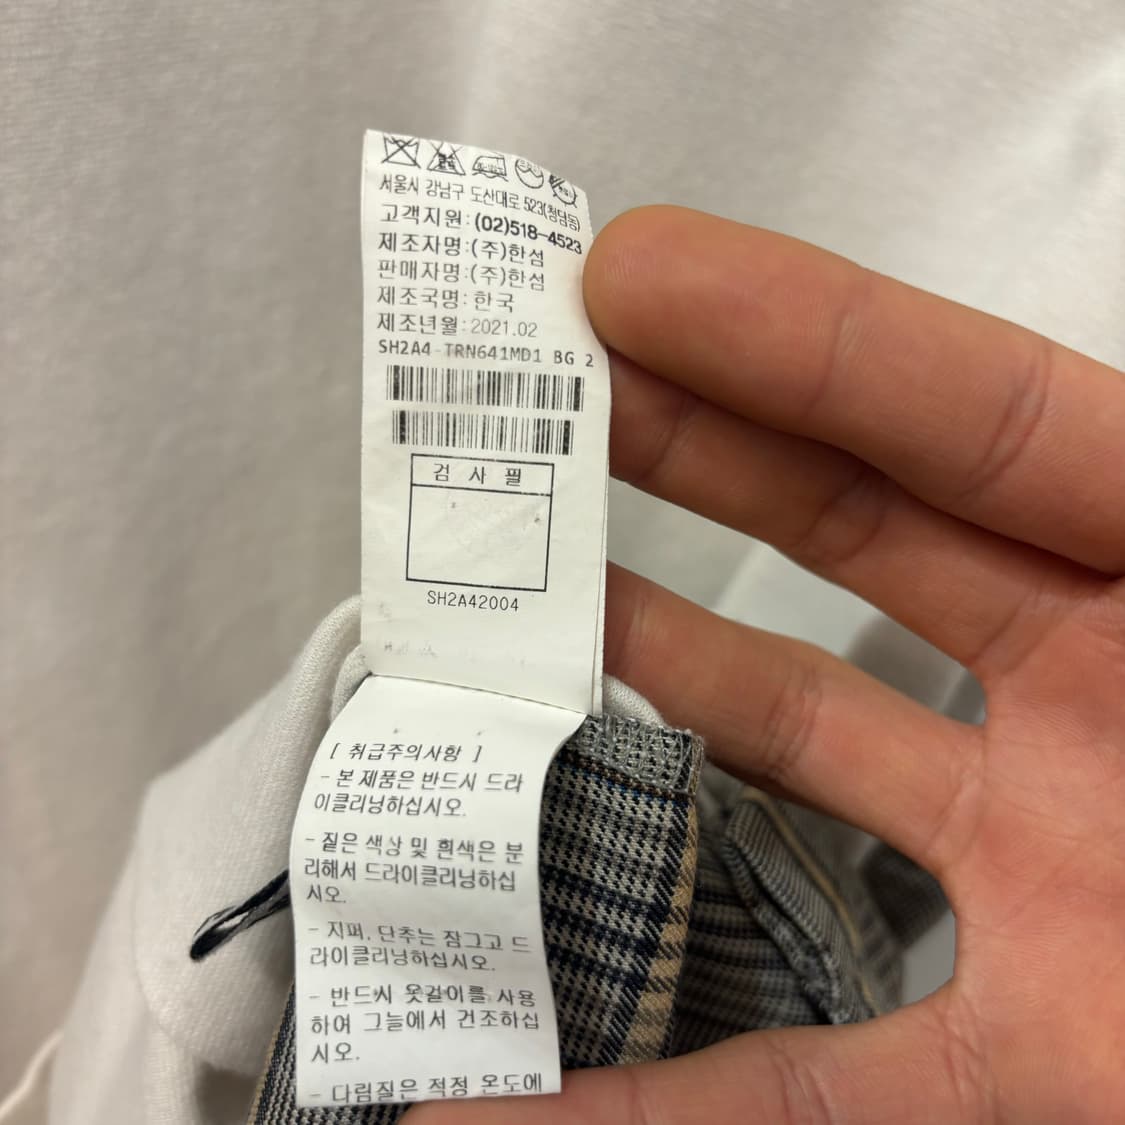 서울시 강남구 도산대로 523(청담동)
고객지원:(02)518-4523
제조자명:(주)한섬
판매자명:(주)한섬
제조국명:한국
제조년월:2021.02
SH2A4-TRN641MD1 BG 2
검 사 필
SH2A42004
[ 취급주의사항 ]
- 본 제품은 반드시 드라
이클리닝하십시오.
- 짙은 색상 및 흰색은 분
리해서 드라이클리닝하십
시오.
- 지퍼, 단추는 잠그고 드
라이클리닝하십시오.
- 반드시 옷걸이를 사용
하여 그늘에서 건조하십
시오.
- 다림질은 적정 온도에